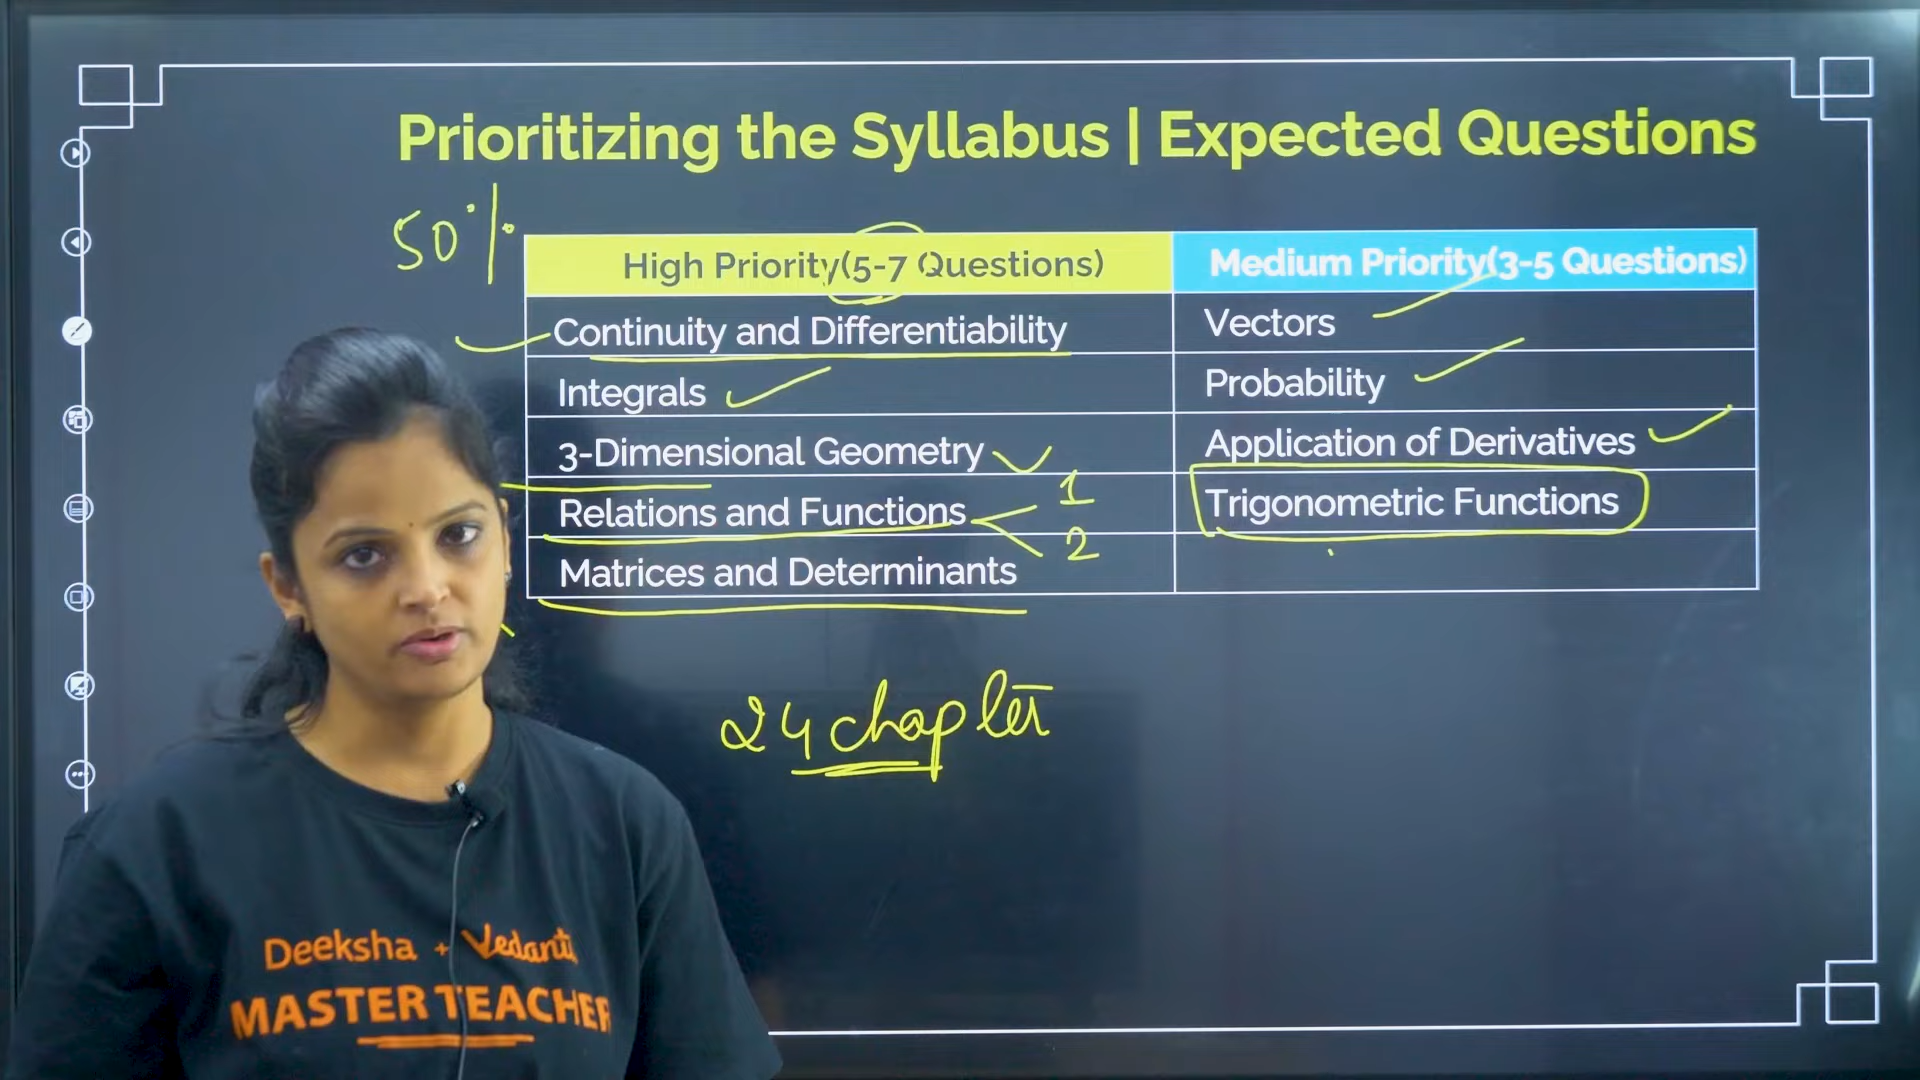 Prioritizing the Syllabus | Expected Questions
50%
High Priority(5-7 Questions)
Medium Priority(3-5 Questions)
Continuity and Differentiability
Vectors
Integrals
Probability
3-Dimensional Geometry
Application of Derivatives
Relations and Functions
1
2
Trigonometric Functions
Matrices and Determinants
24 chapter
Deeksha + Vedantu
MASTER TEACHER